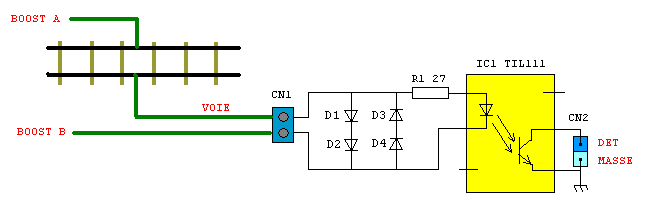 BOOST A
IC1 TIL111
R1 27
CN1
VOIE
D1 D3
CN2
BOOST B
D2 D4
DET
MASSE